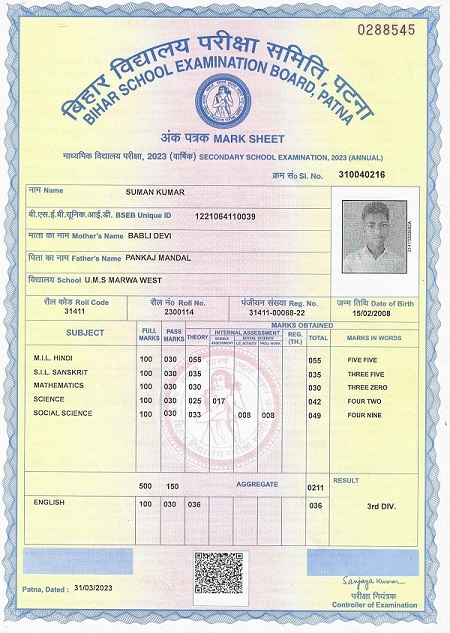 0288545
बिहार विद्यालय परीक्षा समिति, पटना
BIHAR SCHOOL EXAMINATION BOARD, PATNA
अंक पत्रक MARK SHEET
माध्यमिक विद्यालय परीक्षा, 2023 (वार्षिक) SECONDARY SCHOOL EXAMINATION, 2023 (ANNUAL)
क्रम सं० Sl. No. 310040216
नाम Name SUMAN KUMAR
बी.एस.ई.बी.यूनिक.आई.डी. BSEB Unique ID 1221064110039
माता का नाम Mother's Name BABLI DEVI
पिता का नाम Father's Name PANKAJ MANDAL
विद्यालय School U.M.S MARWA WEST
रौल कोड Roll Code रौल नं० Roll No. पंजीयन संख्या Reg. No. जन्म तिथि Date of Birth
31411 2300114 31411-00068-22 15/02/2008
MARKS OBTAINED
SUBJECT FULL MARKS PASS MARKS THEORY INTERNAL ASSESSMENT REG. (TH.) TOTAL MARKS IN WORDS
M.I.L. HINDI 100 030 055 055 FIVE FIVE
S.I.L. SANSKRIT 100 030 035 035 THREE FIVE
MATHEMATICS 100 030 030 030 THREE ZERO
SCIENCE 100 030 025 017 042 FOUR TWO
SOCIAL SCIENCE 100 030 033 008 008 049 FOUR NINE
500 150 AGGREGATE 0211 RESULT
ENGLISH 100 030 036 036 3rd DIV.
Patna, Dated : 31/03/2023
Sanjaya Kumar
परीक्षा नियंत्रक
Controller of Examination